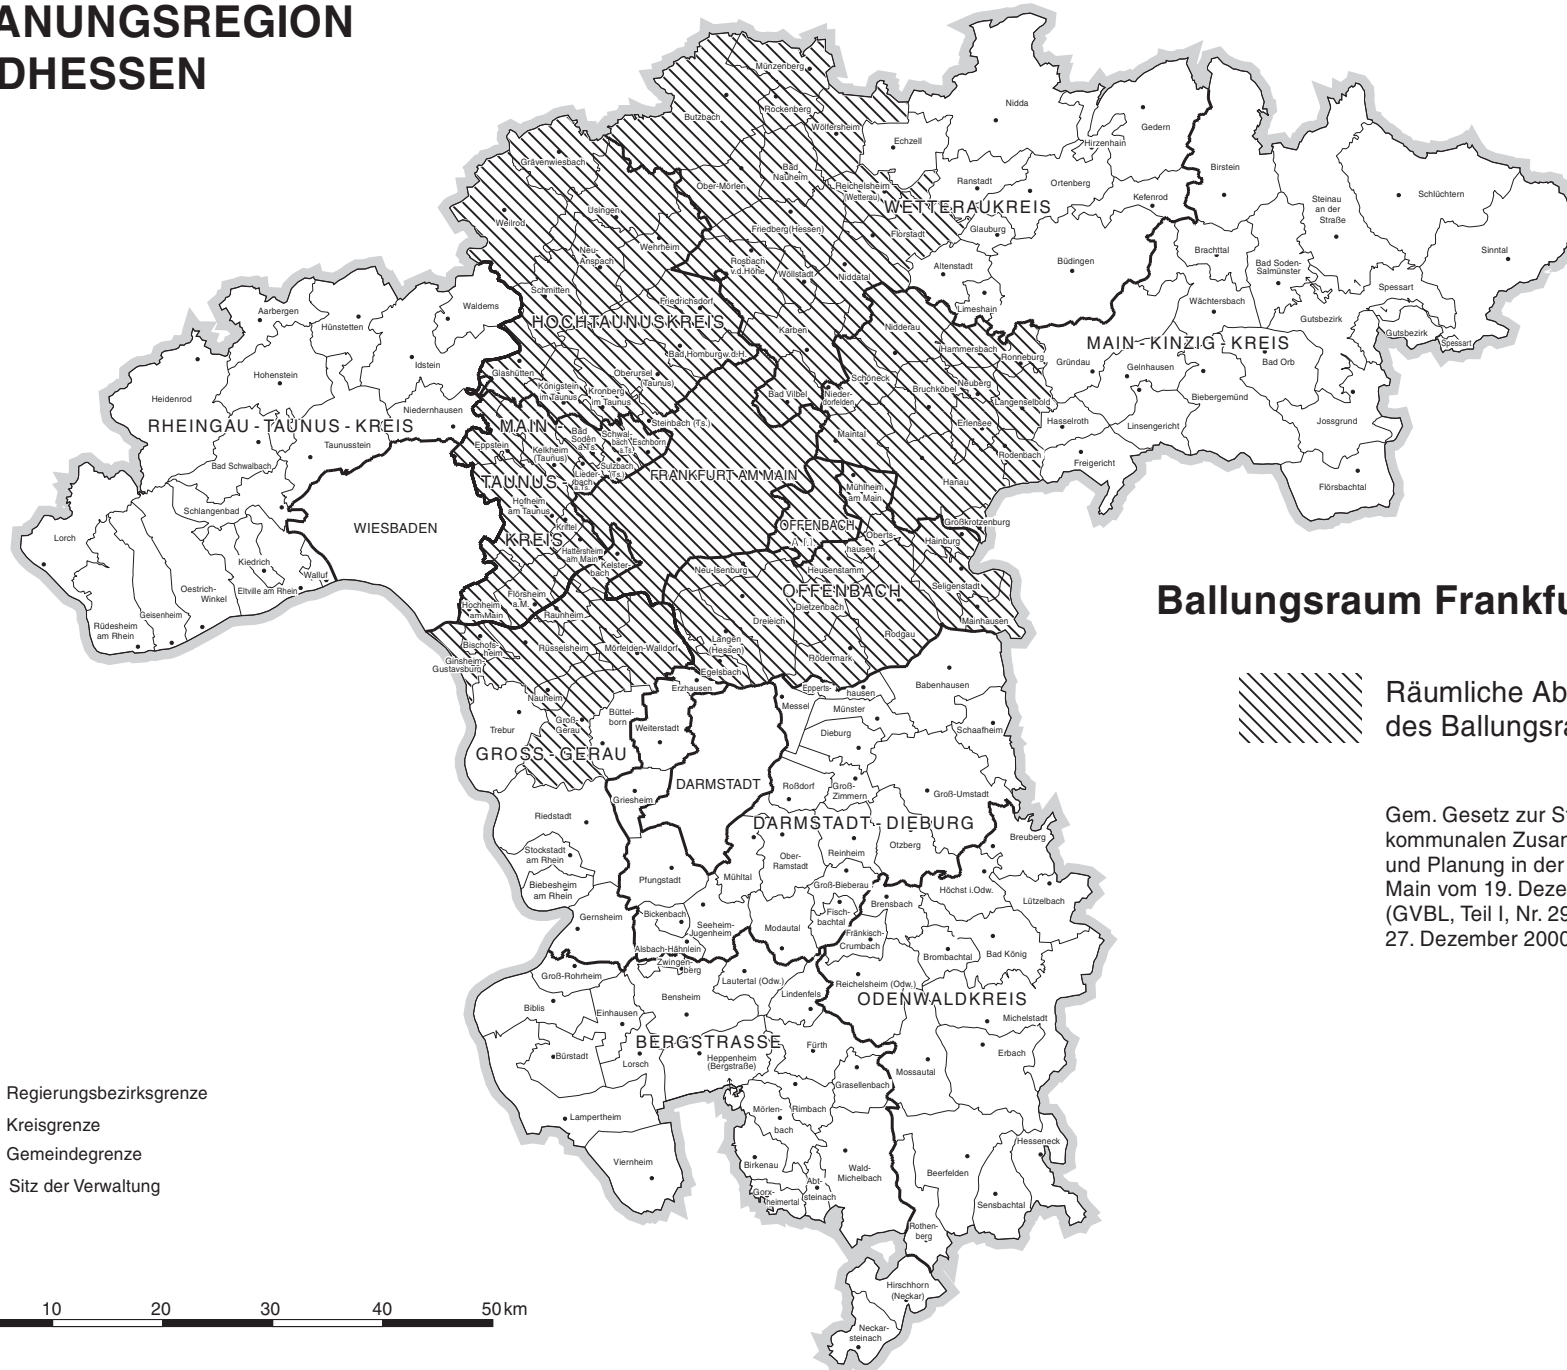 ANUNGSREGION
DHESSEN
Münzenberg
Butzbach
Rockenberg
Wölfersheim
Echzell
Nidda
Gedern
Hirzenhain
Birstein
Grävenwiesbach
Bad
Nauheim
Ober-Mörlen
Reichelsheim
(Wetterau)
Ranstadt
Ortenberg
Kefenrod
Steinau
an der
Straße
Schlüchtern
WETTERAUKREIS
Weilrod
Usingen
Friedberg(Hessen)
Florstadt
Glauburg
Sinntal
Neu-
Anspach
Wehrheim
Rosbach
v.d.Höhe
Wöllstadt
Niddatal
Altenstadt
Büdingen
Brachttal
Bad Soden-
Salmünster
Schmitten
Friedrichsdorf
Limeshain
Wächtersbach
Spessart
Gutsbezirk
Gutsbezirk
Spessart
Waldems
Aarbergen
Hünstetten
HOCHTAUNUSKREIS
Karben
Nidderau
Hammersbach
Ronneburg
MAIN-KINZIG-KREIS
Gründau
Gelnhausen
Bad Orb
Idstein
Hohenstein
Heidenrod
Niedernhausen
Glashütten
Königstein
im Taunus
Kronberg
im Taunus
Oberursel
(Taunus)
Bad Homburg v.d.H.
Bad Vilbel
Nieder-
dorfelden
Schöneck
Bruchköbel
Neuberg
Langenselbold
Biebergemünd
RHEINGAU-TAUNUS-KREIS
Taunusstein
Bad Schwalbach
MAIN-
TAUNUS-
KREIS
Eppstein
Kelkheim
(Taunus)
Bad
Soden
a.Ts.
Schwal-
bach
a.Ts.
Eschborn
Steinbach (Ts.)
Sulzbach
(Ts.)
Lieder-
bach
a.Ts.
Maintal
Erlensee
Rodenbach
Hasselroth
Linsengericht
Freigericht
Jossgrund
Flörsbachtal
FRANKFURT AM MAIN
Hanau
Mühlheim
am Main
Großkrotzenburg
Schlangenbad
Lorch
WIESBADEN
Hofheim
am Taunus
Kriftel
Hattersheim
am Main
Kelster-
bach
OFFENBACH
A.M.
Oberts-
hausen
Hainburg
Kiedrich
Walluf
Eltville am Rhein
Oestrich-
Winkel
Geisenheim
Rüdesheim
am Rhein
Neu-Isenburg
Heusenstamm
OFFENBACH
Seligenstadt
Flörsheim
a.M.
Hochheim
am Main
Raunheim
Dietzenbach
Dreieich
Mainhausen
Ballungsraum Frankfu
Bischofs-
heim
Ginsheim-
Gustavsburg
Rüsselsheim
Mörfelden-Walldorf
Langen
(Hessen)
Egelsbach
Rodgau
Rödermark
Nauheim
Erzhausen
Epperts-
hausen
Babenhausen
Räumliche Ab
des Ballungsra
Trebur
Groß-
Gerau
Büttel-
born
Weiterstadt
Messel
Münster
Dieburg
Schaafheim
GROSS-GERAU
DARMSTADT
Griesheim
Roßdorf
Groß-
Zimmern
Groß-Umstadt
Riedstadt
DARMSTADT-DIEBURG
Gem. Gesetz zur St
kommunalen Zusar
und Planung in der
Main vom 19. Deze
(GVBL, Teil I, Nr. 29
27. Dezember 2000
Stockstadt
am Rhein
Biebesheim
am Rhein
Ober-
Ramstadt
Reinheim
Otzberg
Breuberg
Pfungstadt
Mühltal
Groß-Bieberau
Höchst i.Odw.
Lützelbach
Gernsheim
Bickenbach
Seeheim-
Jugenheim
Alsbach-Hähnlein
Modautal
Fisch-
bachtal
Brensbach
Fränkisch-
Crumbach
Brombachtal
Bad König
Groß-Rohrheim
Zwingen-
berg
Lautertal (Odw.)
Lindenfels
Reichelsheim (Odw.)
ODENWALDKREIS
Michelstadt
Biblis
Einhausen
Bensheim
BERGSTRASSE
Bürstadt
Lorsch
Heppenheim
(Bergstraße)
Fürth
Erbach
Mossautal
Grasellenbach
Lampertheim
Mörlen-
bach
Rimbach
Hesseneck
Viernheim
Birkenau
Wald-
Michelbach
Abt-
steinach
Gorx-
heimertal
Beerfelden
Sensbachtal
Rothen-
berg
Hirschhorn
(Neckar)
Neckar-
steinach
Regierungsbezirksgrenze
Kreisgrenze
Gemeindegrenze
Sitz der Verwaltung
10 20 30 40 50 km